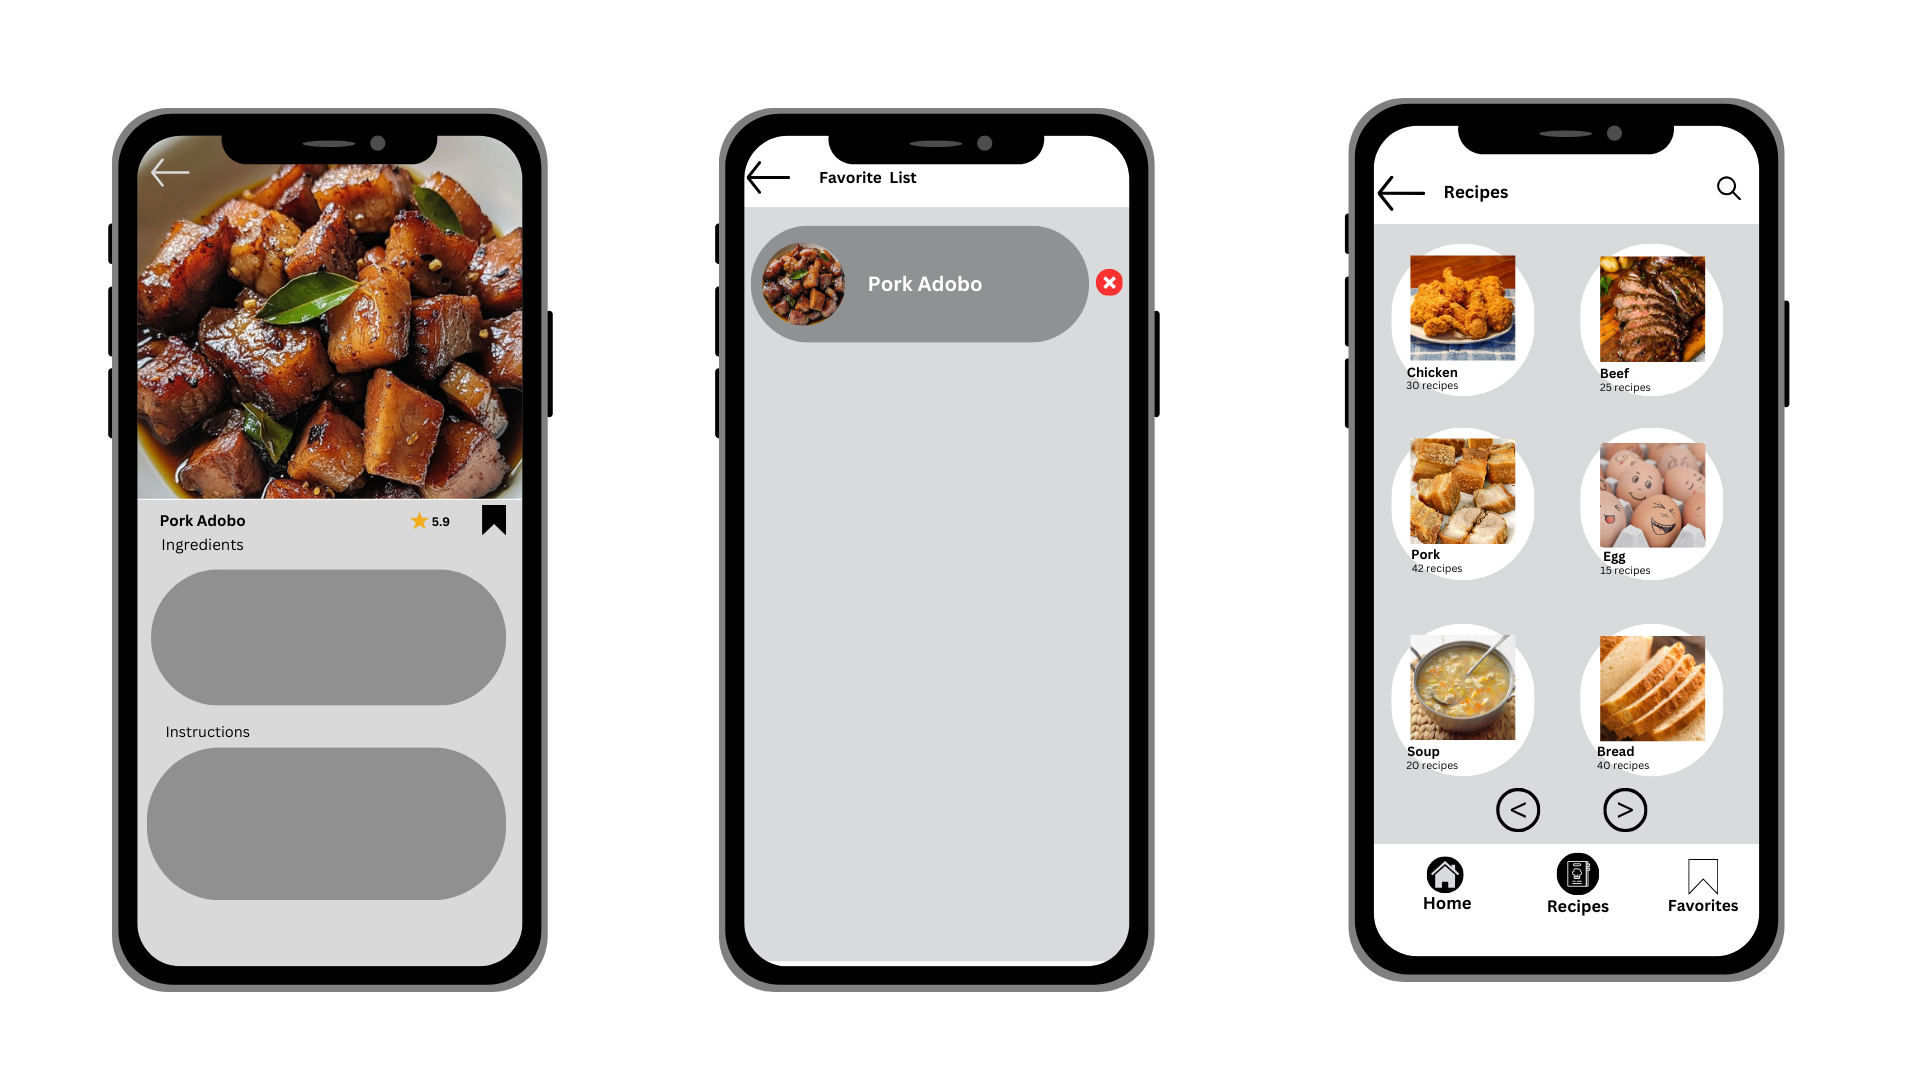 Pork Adobo
5.9
Ingredients
Instructions
Favorite List
Pork Adobo
Recipes
Chicken
30 recipes
Beef
25 recipes
Pork
42 recipes
Egg
15 recipes
Soup
20 recipes
Bread
40 recipes
< >
Home
Recipes
Favorites